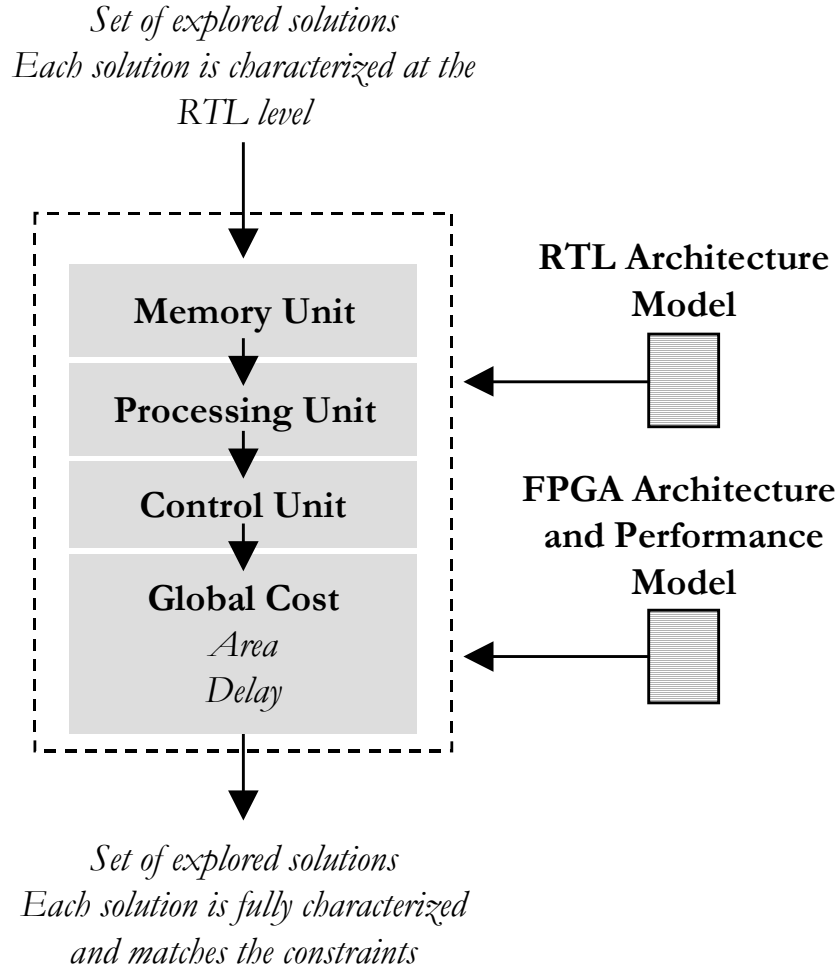 Set of explored solutions
Each solution is characterized at the
RTL level
Memory Unit
Processing Unit
Control Unit
Global Cost
Area
Delay
RTL Architecture
Model
FPGA Architecture
and Performance
Model
Set of explored solutions
Each solution is fully characterized
and matches the constraints